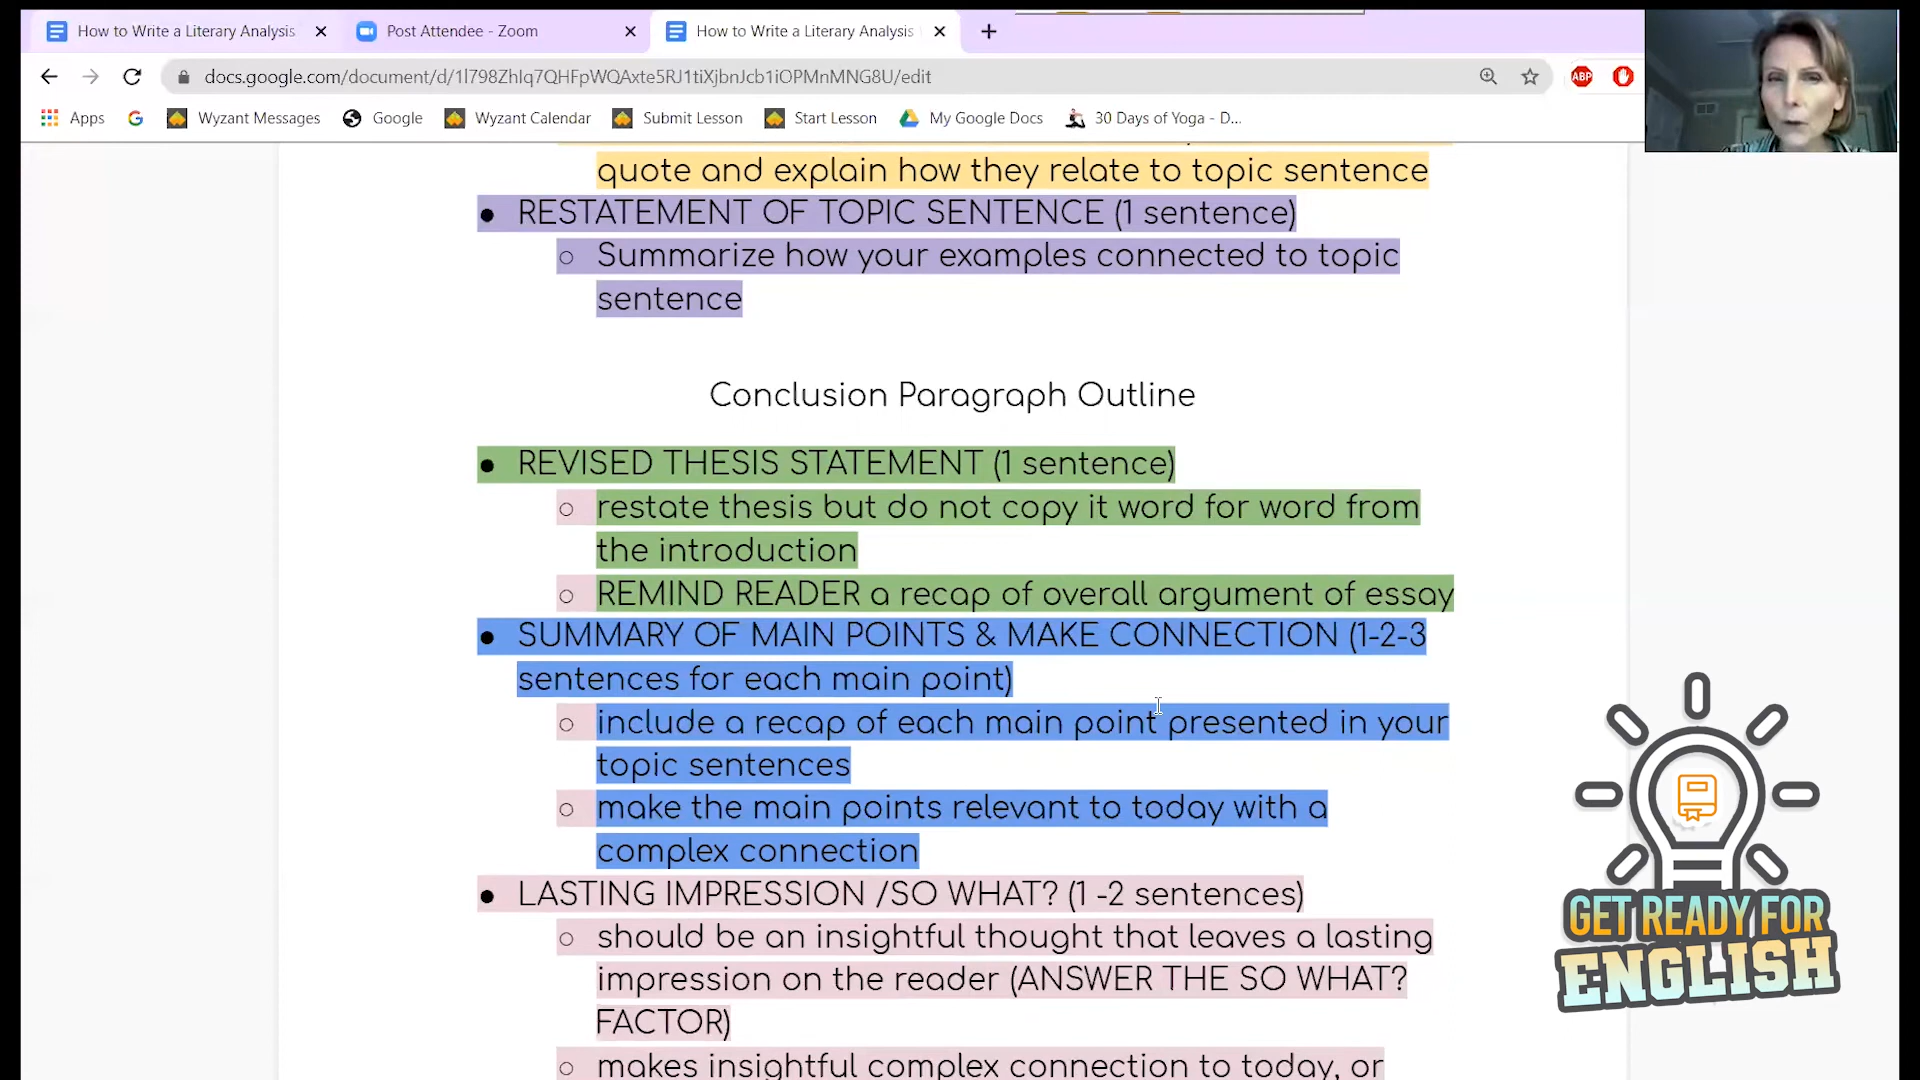 How to Write a Literary Analysis
Post Attendee - Zoom
How to Write a Literary Analysis
docs.google.com/document/d/1l798ZhIq7QHFpWQAxte5RJ1tiXjbnJcb1iOPMnMNG8U/edit
ABP
Apps
Wyzant Messages
Google
Wyzant Calendar
Submit Lesson
Start Lesson
My Google Docs
30 Days of Yoga - D...
quote and explain how they relate to topic sentence
● RESTATEMENT OF TOPIC SENTENCE (1 sentence)
○ Summarize how your examples connected to topic
sentence
Conclusion Paragraph Outline
● REVISED THESIS STATEMENT (1 sentence)
○ restate thesis but do not copy it word for word from
the introduction
○ REMIND READER a recap of overall argument of essay
● SUMMARY OF MAIN POINTS & MAKE CONNECTION (1-2-3
sentences for each main point)
○ include a recap of each main point presented in your
topic sentences
○ make the main points relevant to today with a
complex connection
● LASTING IMPRESSION /SO WHAT? (1 -2 sentences)
○ should be an insightful thought that leaves a lasting
impression on the reader (ANSWER THE SO WHAT?
FACTOR)
○ makes insightful complex connection to today, or
GET READY FOR
ENGLISH